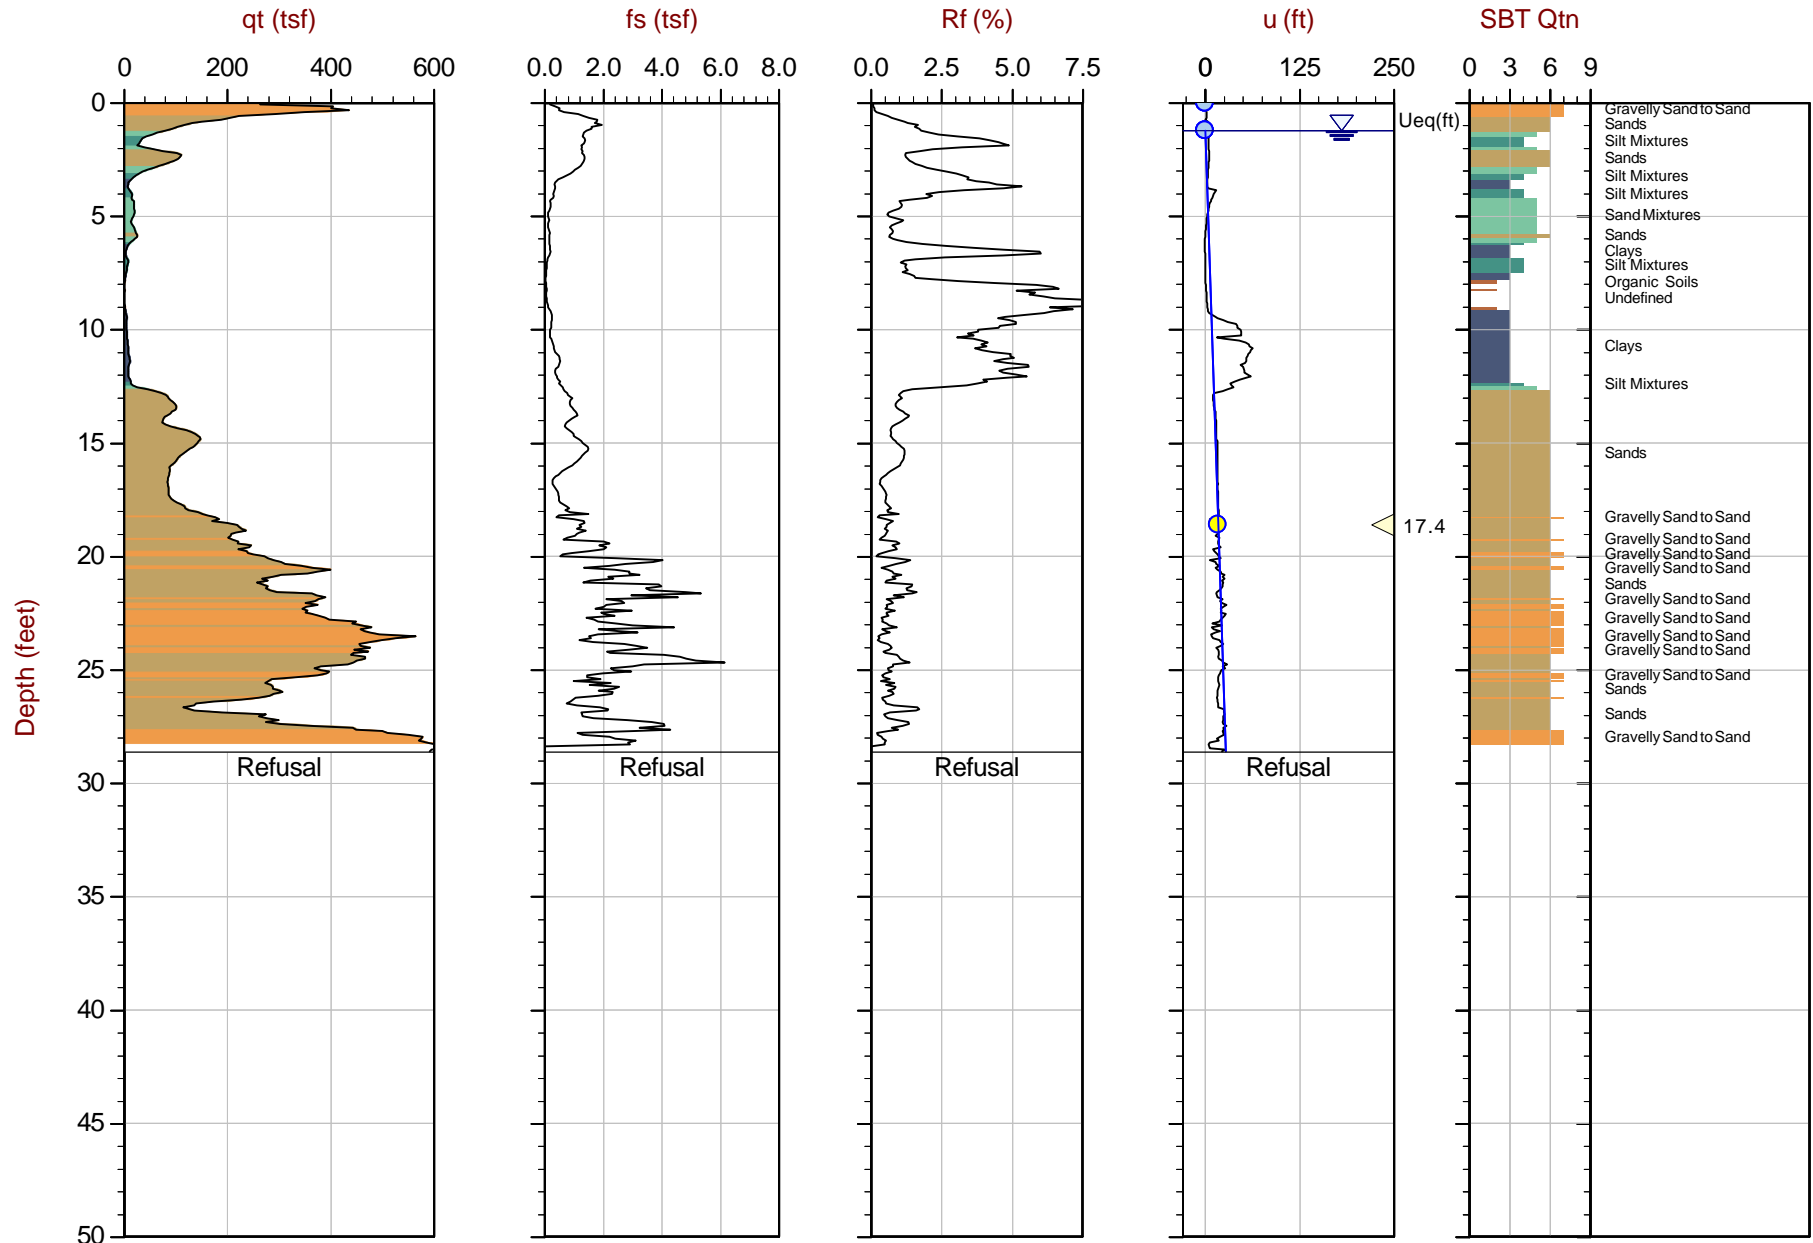 qt (tsf) fs (tsf) Rf (%) u (ft) SBT Qtn
0 200 400 600 0.0 2.0 4.0 6.0 8.0 0.0 2.5 5.0 7.5 0 125 250 0 3 6 9
0
Gravelly Sand to Sand
Ueq(ft)
Sands
Silt Mixtures
Sands
Silt Mixtures
Silt Mixtures
5
Sand Mixtures
Sands
Clays
Silt Mixtures
Organic Soils
Undefined
10
Clays
Silt Mixtures
15
Sands
Gravelly Sand to Sand
17.4
Gravelly Sand to Sand
20
Gravelly Sand to Sand
Gravelly Sand to Sand
Sands
Gravelly Sand to Sand
Gravelly Sand to Sand
Gravelly Sand to Sand
Gravelly Sand to Sand
25
Gravelly Sand to Sand
Sands
Sands
Gravelly Sand to Sand
Refusal Refusal Refusal Refusal
30
35
40
45
50
Depth (feet)